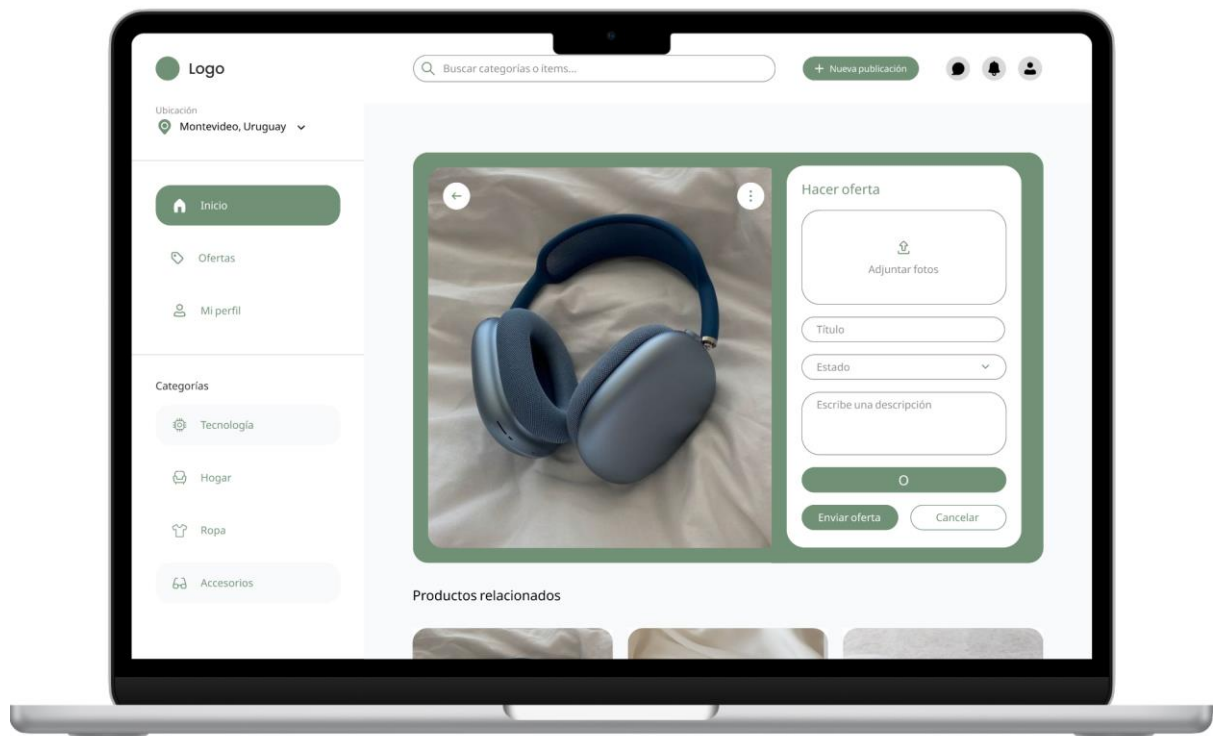 Logo
Buscar categorías o items...
+ Nueva publicación
Ubicación
Montevideo, Uruguay
Inicio
Ofertas
Mi perfil
Categorías
Tecnología
Hogar
Ropa
Accesorios
Hacer oferta
Adjuntar fotos
Título
Estado
Escribe una descripción
O
Enviar oferta
Cancelar
Productos relacionados